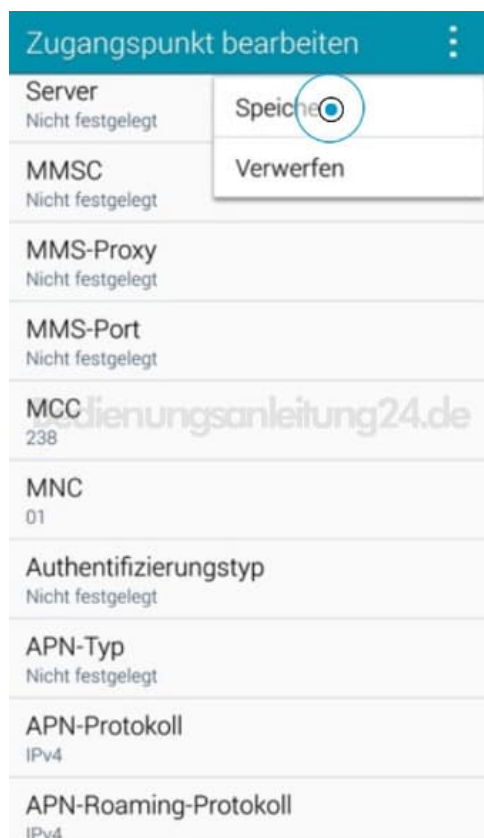 Zugangspunkt bearbeiten
Server
Nicht festgelegt
Speichern
Verwerfen
MMSC
Nicht festgelegt
MMS-Proxy
Nicht festgelegt
MMS-Port
Nicht festgelegt
MCC
238
bedienungsanleitung24.de
MNC
01
Authentifizierungstyp
Nicht festgelegt
APN-Typ
Nicht festgelegt
APN-Protokoll
IPv4
APN-Roaming-Protokoll
IPv4